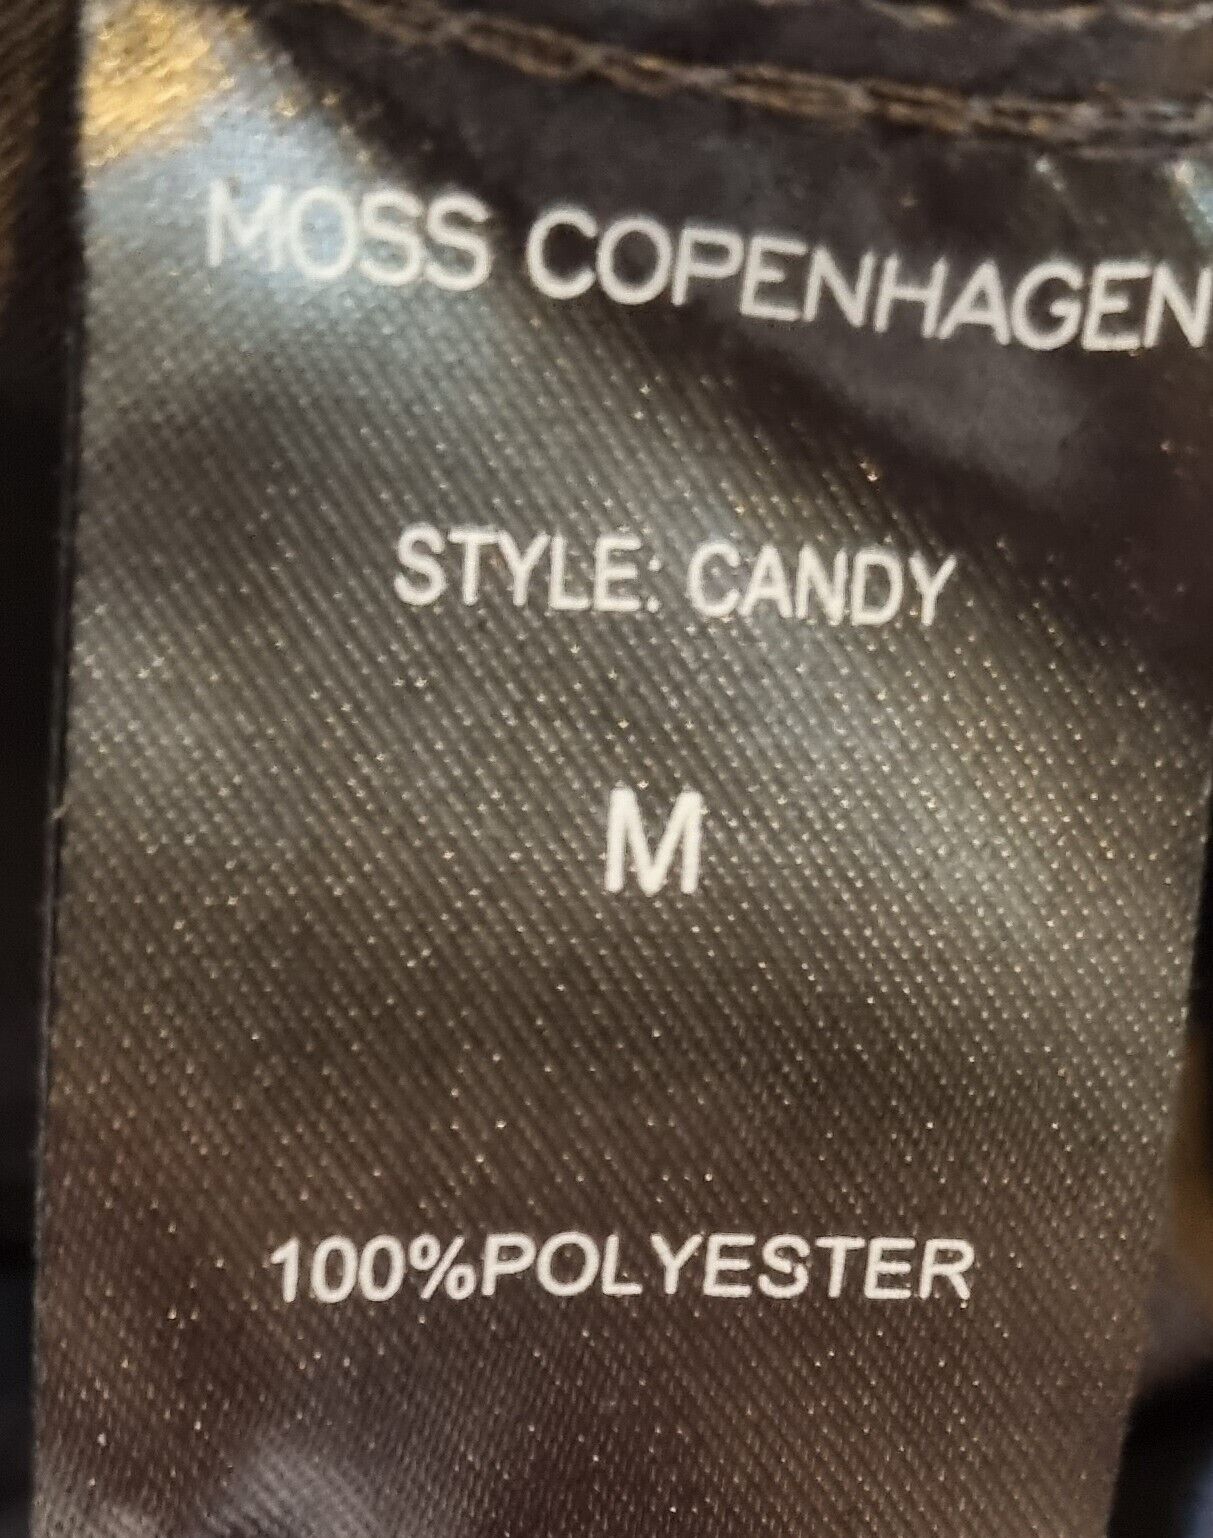 MOSS COPENHAGEN
STYLE: CANDY
M
100%POLYESTER